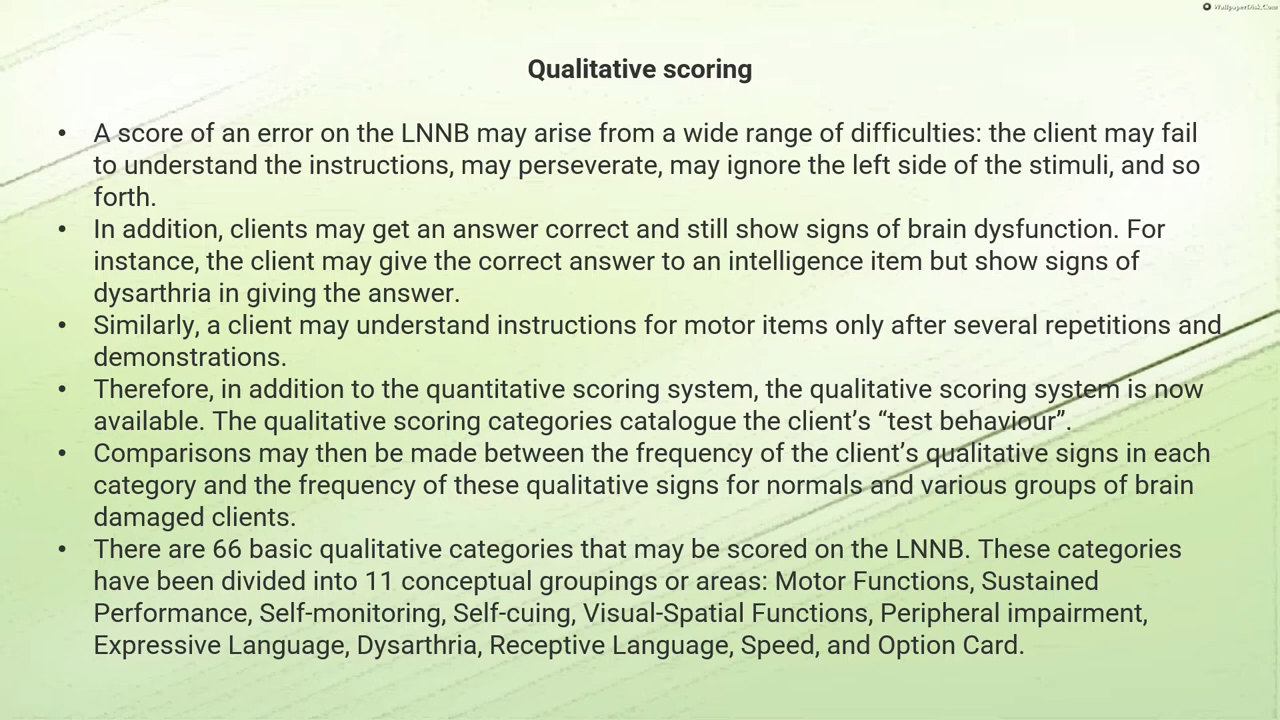 WallpaperDisk.Com
Qualitative scoring
• A score of an error on the LNNB may arise from a wide range of difficulties: the client may fail
to understand the instructions, may perseverate, may ignore the left side of the stimuli, and so
forth.
• In addition, clients may get an answer correct and still show signs of brain dysfunction. For
instance, the client may give the correct answer to an intelligence item but show signs of
dysarthria in giving the answer.
• Similarly, a client may understand instructions for motor items only after several repetitions and
demonstrations.
• Therefore, in addition to the quantitative scoring system, the qualitative scoring system is now
available. The qualitative scoring categories catalogue the client’s “test behaviour”.
• Comparisons may then be made between the frequency of the client’s qualitative signs in each
category and the frequency of these qualitative signs for normals and various groups of brain
damaged clients.
• There are 66 basic qualitative categories that may be scored on the LNNB. These categories
have been divided into 11 conceptual groupings or areas: Motor Functions, Sustained
Performance, Self-monitoring, Self-cuing, Visual-Spatial Functions, Peripheral impairment,
Expressive Language, Dysarthria, Receptive Language, Speed, and Option Card.